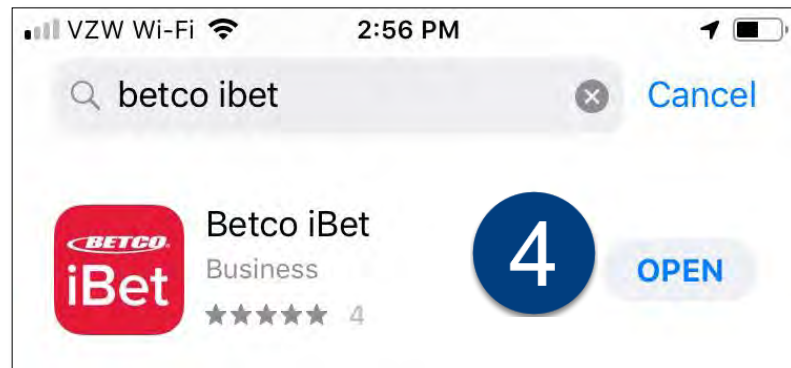 VZW Wi-Fi 2:56 PM
betco ibet Cancel
BETCO.
iBet
Betco iBet
Business
4
4
OPEN